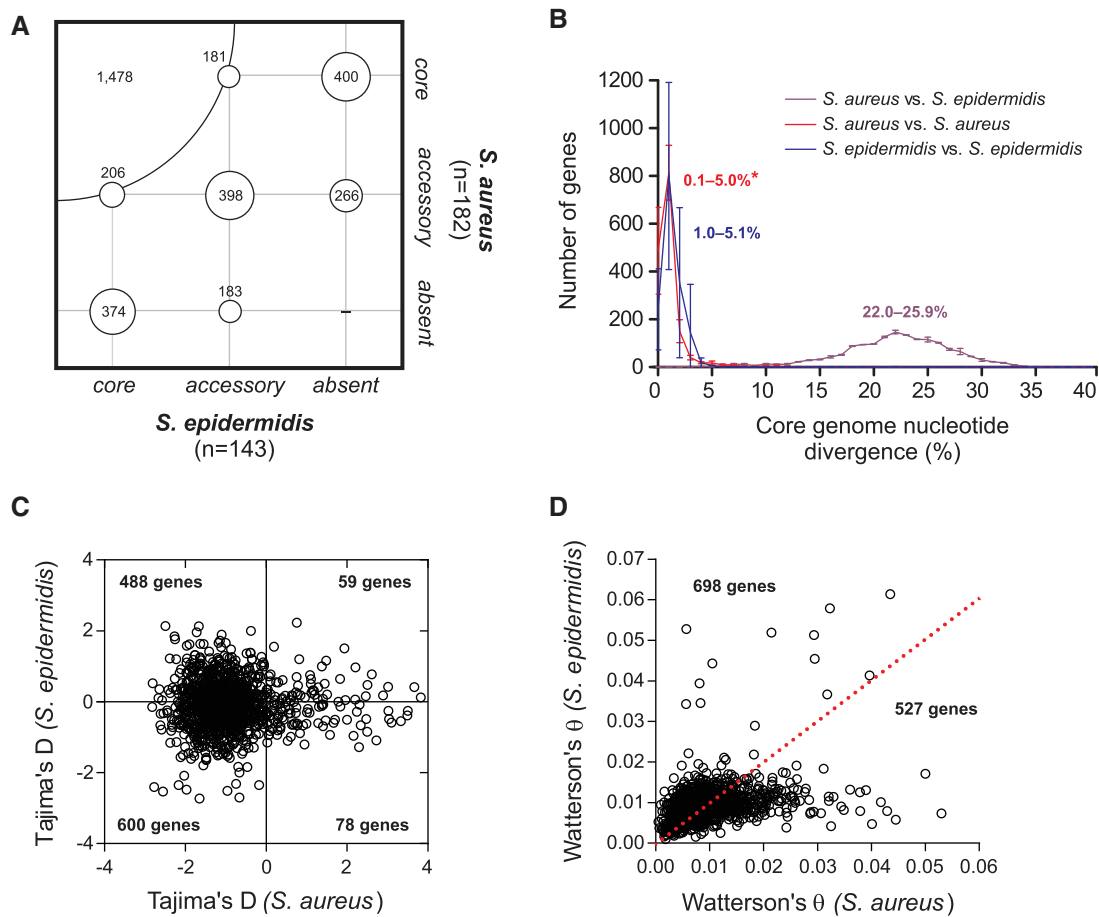 A
1,478
181
400
core
206
398
266
accessory
374
183
–
absent
S. aureus
(n=182)
core accessory absent
S. epidermidis
(n=143)
B
1200
1000
800
600
400
200
0
Number of genes
S. aureus vs. S. epidermidis
S. aureus vs. S. aureus
S. epidermidis vs. S. epidermidis
0.1–5.0%*
1.0–5.1%
22.0–25.9%
0 5 10 15 20 25 30 35 40
Core genome nucleotide
divergence (%)
C
Tajima's D (S. epidermidis)
4
2
0
-2
-4
488 genes
59 genes
600 genes
78 genes
-4 -2 0 2 4
Tajima's D (S. aureus)
D
Watterson's θ (S. epidermidis)
0.07
0.06
0.05
0.04
0.03
0.02
0.01
0.00
698 genes
527 genes
0.00 0.01 0.02 0.03 0.04 0.05 0.06
Watterson's θ (S. aureus)